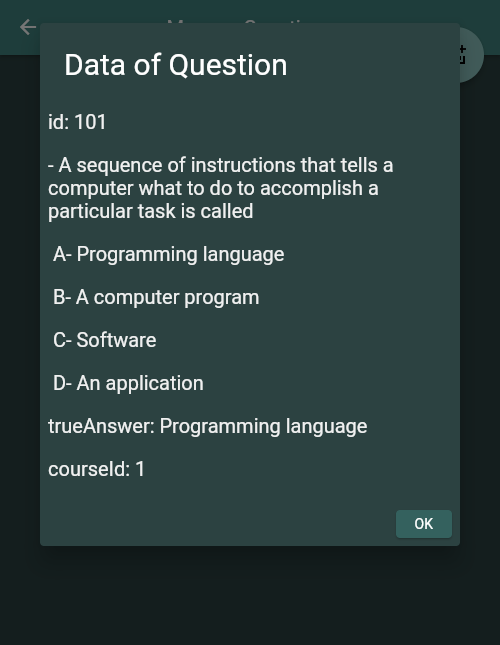 Data of Question
id: 101
- A sequence of instructions that tells a
computer what to do to accomplish a
particular task is called
A- Programming language
B- A computer program
C- Software
D- An application
trueAnswer: Programming language
courseId: 1
OK